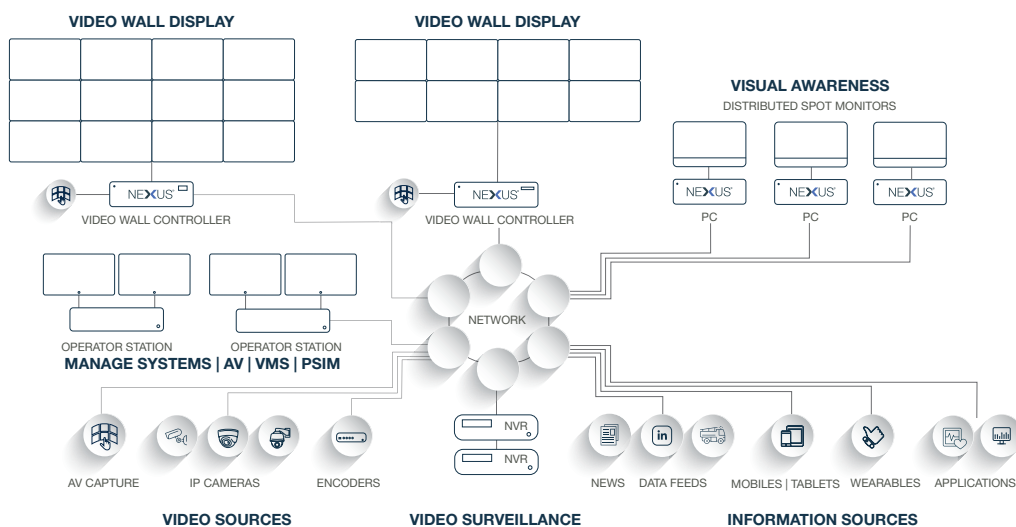 VIDEO WALL DISPLAY
VIDEO WALL DISPLAY
VISUAL AWARENESS
DISTRIBUTED SPOT MONITORS
NEXUS
VIDEO WALL CONTROLLER
NEXUS
VIDEO WALL CONTROLLER
NEXUS
PC
NEXUS
PC
NEXUS
PC
NETWORK
OPERATOR STATION
OPERATOR STATION
MANAGE SYSTEMS | AV | VMS | PSIM
NVR
NVR
in
AV CAPTURE
IP CAMERAS
ENCODERS
NEWS
DATA FEEDS
MOBILES | TABLETS
WEARABLES
APPLICATIONS
VIDEO SOURCES
VIDEO SURVEILLANCE
INFORMATION SOURCES